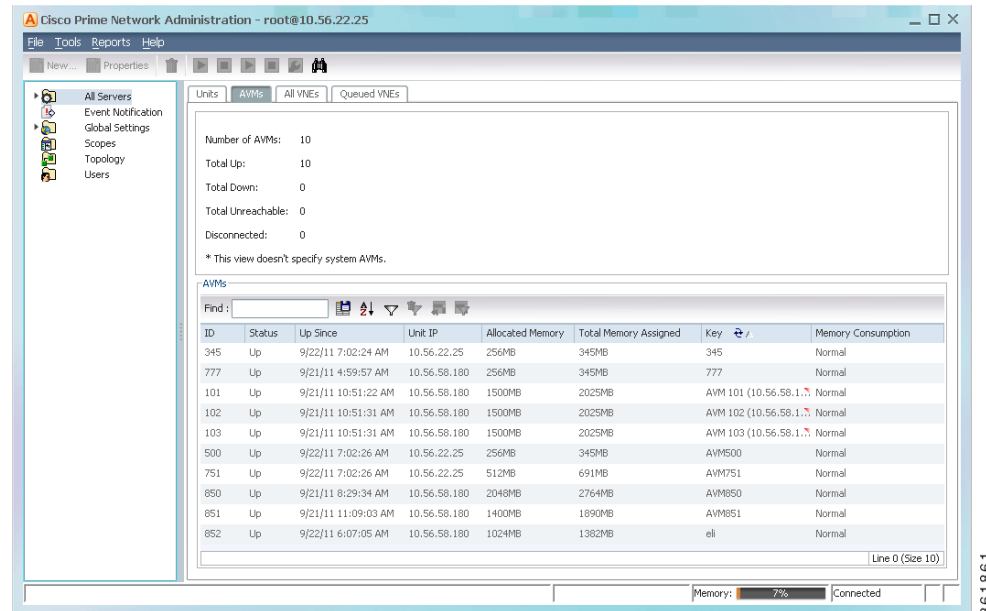 Cisco Prime Network Administration - root@10.56.22.25
File Tools Reports Help
New... Properties
All Servers
Event Notification
Global Settings
Scopes
Topology
Users
Units AVMs All VNEs Queued VNEs
Number of AVMs: 10
Total Up: 10
Total Down: 0
Total Unreachable: 0
Disconnected: 0
* This view doesn't specify system AVMs.
AVMs
Find :
ID Status Up Since Unit IP Allocated Memory Total Memory Assigned Key Memory Consumption
345 Up 9/22/11 7:02:24 AM 10.56.22.25 256MB 345MB 345 Normal
777 Up 9/21/11 4:59:57 AM 10.56.58.180 256MB 345MB 777 Normal
101 Up 9/21/11 10:51:22 AM 10.56.58.180 1500MB 2025MB AVM 101 (10.56.58.1. Normal
102 Up 9/21/11 10:51:31 AM 10.56.58.180 1500MB 2025MB AVM 102 (10.56.58.1. Normal
103 Up 9/21/11 10:51:31 AM 10.56.58.180 1500MB 2025MB AVM 103 (10.56.58.1. Normal
500 Up 9/22/11 7:02:26 AM 10.56.22.25 256MB 345MB AVM500 Normal
751 Up 9/22/11 7:02:26 AM 10.56.22.25 512MB 691MB AVM751 Normal
850 Up 9/21/11 8:29:34 AM 10.56.58.180 2048MB 2764MB AVM850 Normal
851 Up 9/21/11 11:09:03 AM 10.56.58.180 1400MB 1890MB AVM851 Normal
852 Up 9/22/11 6:07:05 AM 10.56.58.180 1024MB 1382MB eli Normal
Line 0 (Size 10)
Memory: 7% Connected